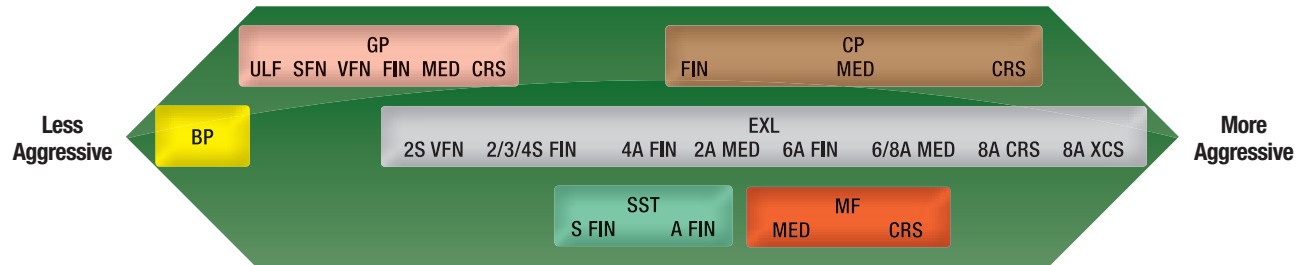 GP
ULF SFN VFN FIN MED CRS
CP
FIN MED CRS
Less
Aggressive
BP
EXL
2S VFN 2/3/4S FIN 4A FIN 2A MED 6A FIN 6/8A MED 8A CRS 8A XCS
More
Aggressive
SST
S FIN A FIN
MF
MED CRS